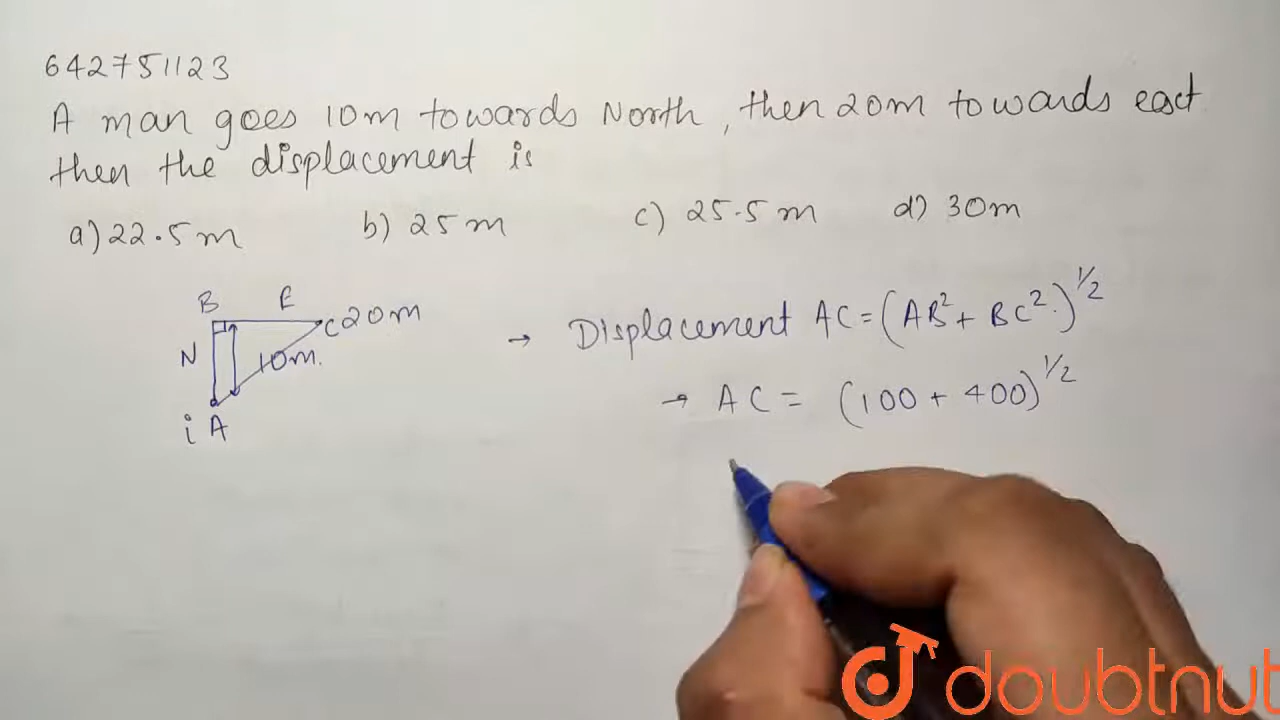 642751123
A man goes 10m towards North, then 20m towards east
then the displacement is
a) 22.5m b) 25m c) 25.5m d) 30m
B E
C 20m
N 10m.
i A
→ Displacement AC = (AB² + BC².)^1/2
→ AC = (100 + 400)^1/2
doubtnut